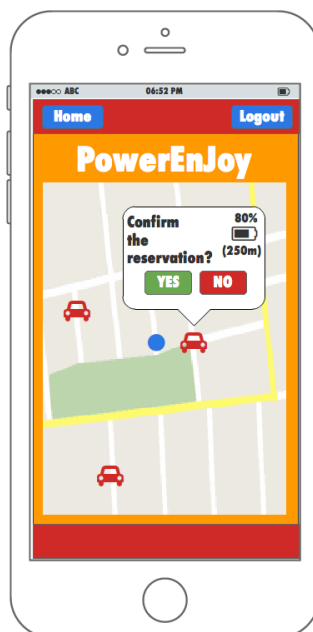 ABC 06:52 PM
Home Logout
PowerEnJoy
Confirm 80%
the
reservation? (250m)
YES NO